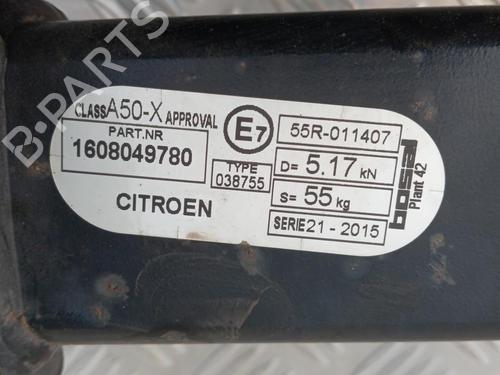 CLASS A50-X APPROVAL
E7
55R-011407
PART.NR
1608049780
TYPE
038755
D= 5.17 kN
CITROEN
S= 55 kg
SERIE 21 - 2015
bosal
Plant 42